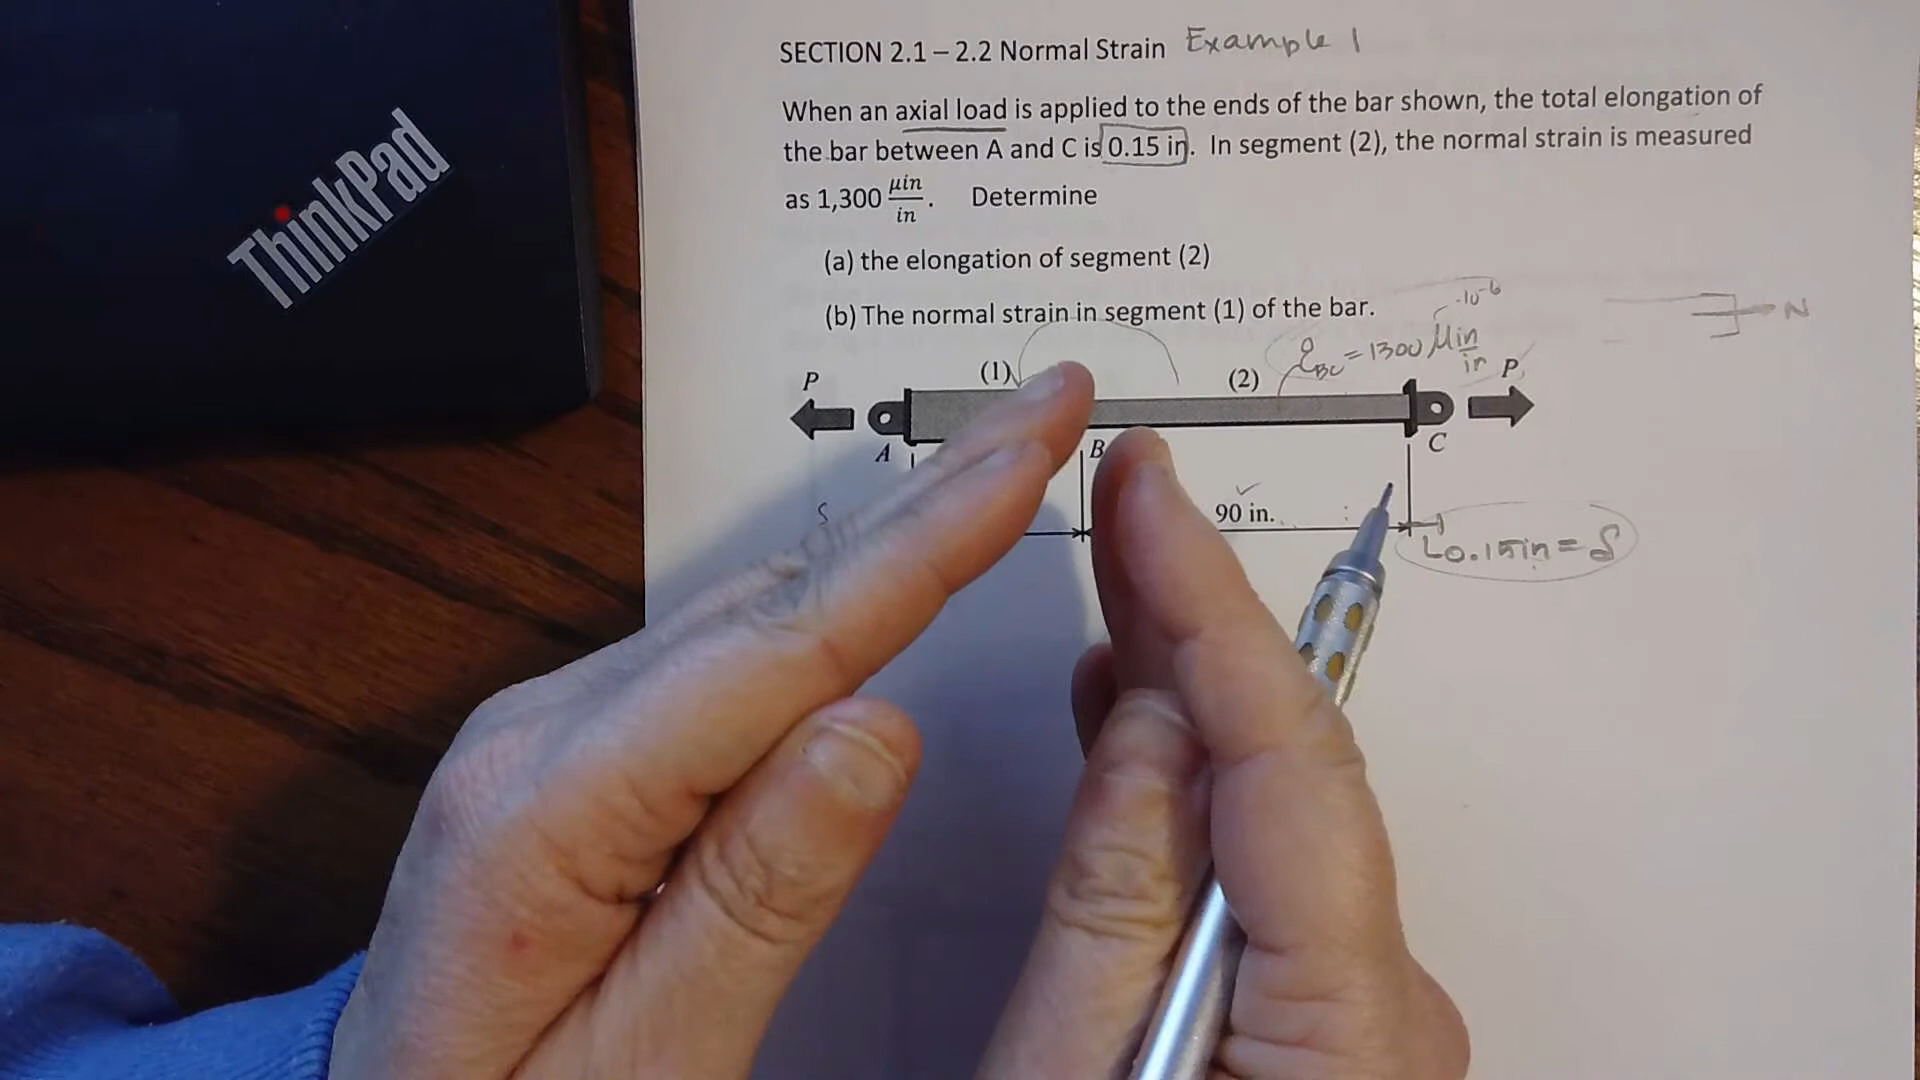 ThinkPad
SECTION 2.1 – 2.2 Normal Strain Example 1
When an axial load is applied to the ends of the bar shown, the total elongation of
the bar between A and C is 0.15 in. In segment (2), the normal strain is measured
as 1,300 μin/in. Determine
(a) the elongation of segment (2)
(b) The normal strain in segment (1) of the bar.
·10⁻⁶
N
ε_BC = 1300 μin/in
(1)
(2)
P
P
A
B
C
90 in.
0.15in = δ